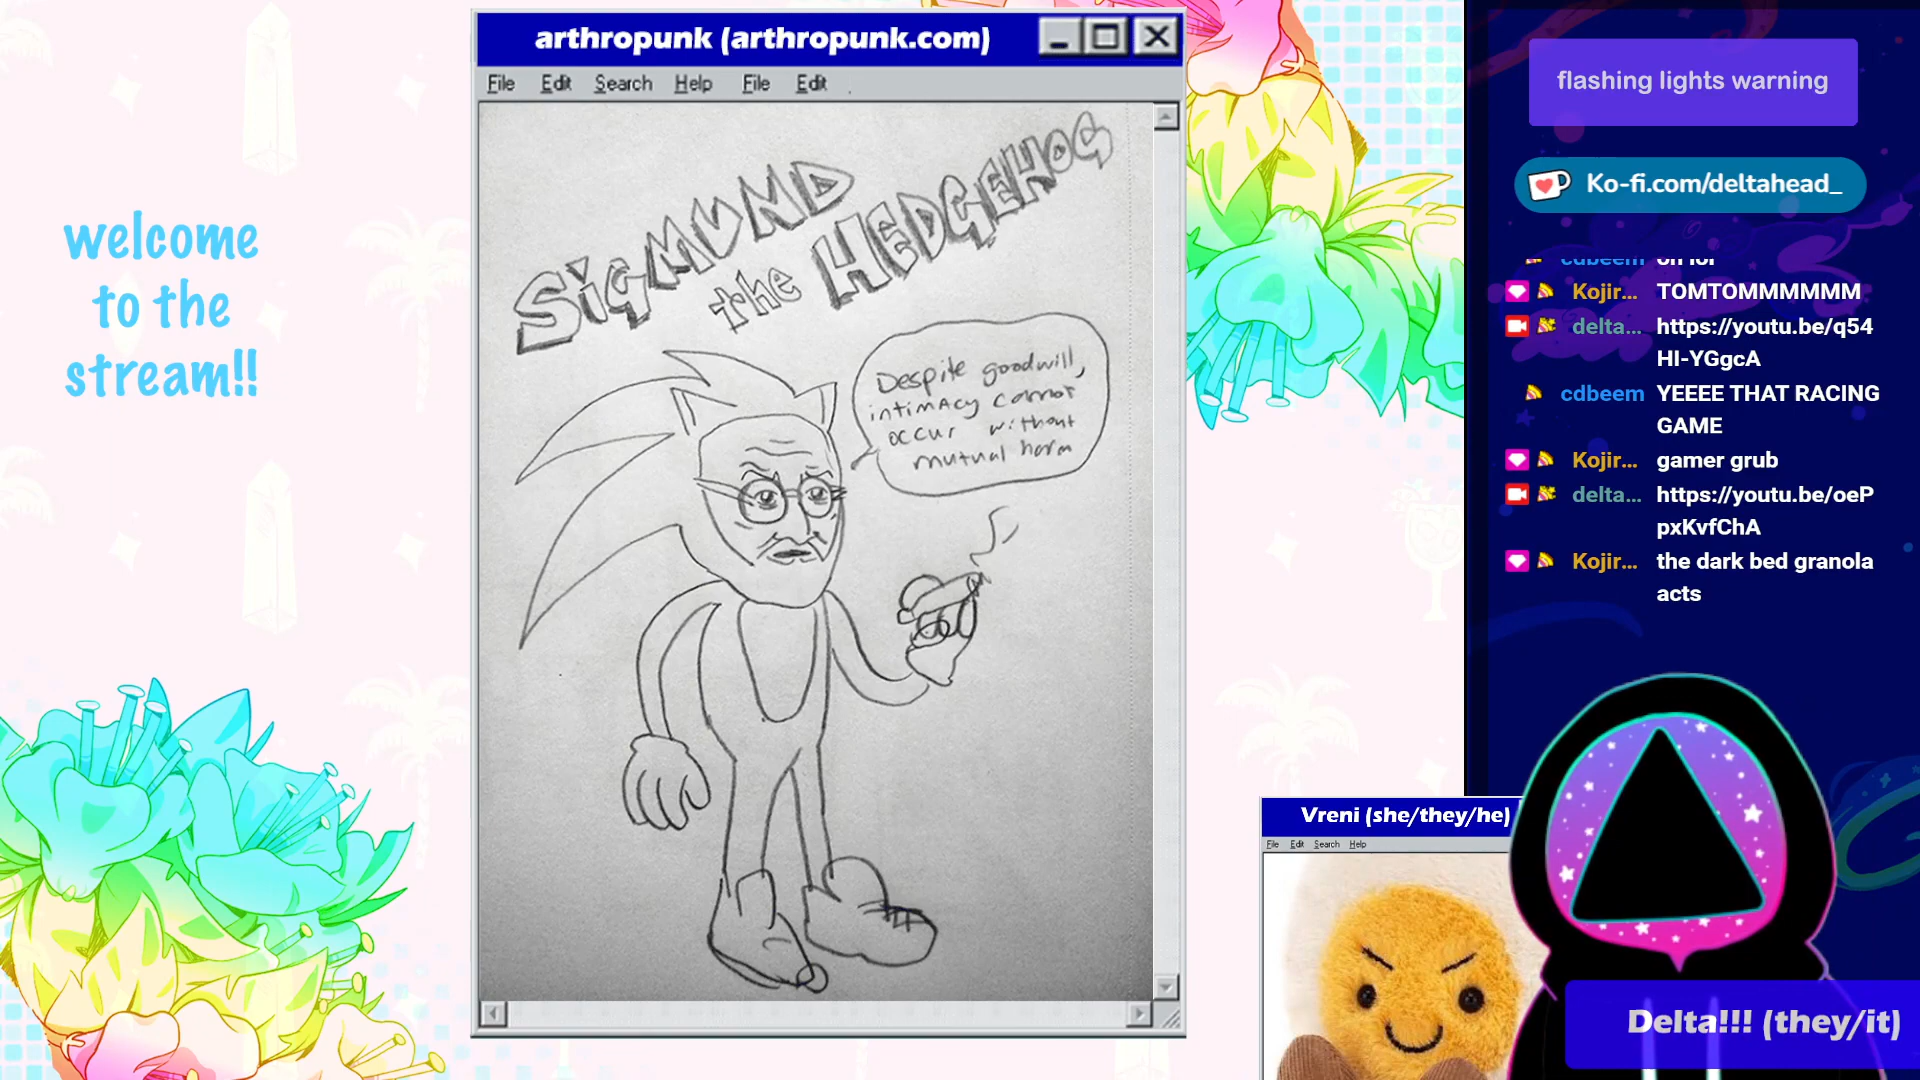 welcome
to the
stream!!
arthropunk (arthropunk.com)
File Edit Search Help File Edit
SiGMUND
the HEDGEHOG
Despite goodwill,
intimacy cannot
occur without
mutual harm
flashing lights warning
Ko-fi.com/deltahead_
cdbeem oh lol
Kojir... TOMTOMMMMMM
delta... https://youtu.be/q54
HI-YGgcA
cdbeem YEEEE THAT RACING
GAME
Kojir... gamer grub
delta... https://youtu.be/oeP
pxKvfChA
Kojir... the dark bed granola
acts
Vreni (she/they/he)
File Edit Search Help
Delta!!! (they/it)